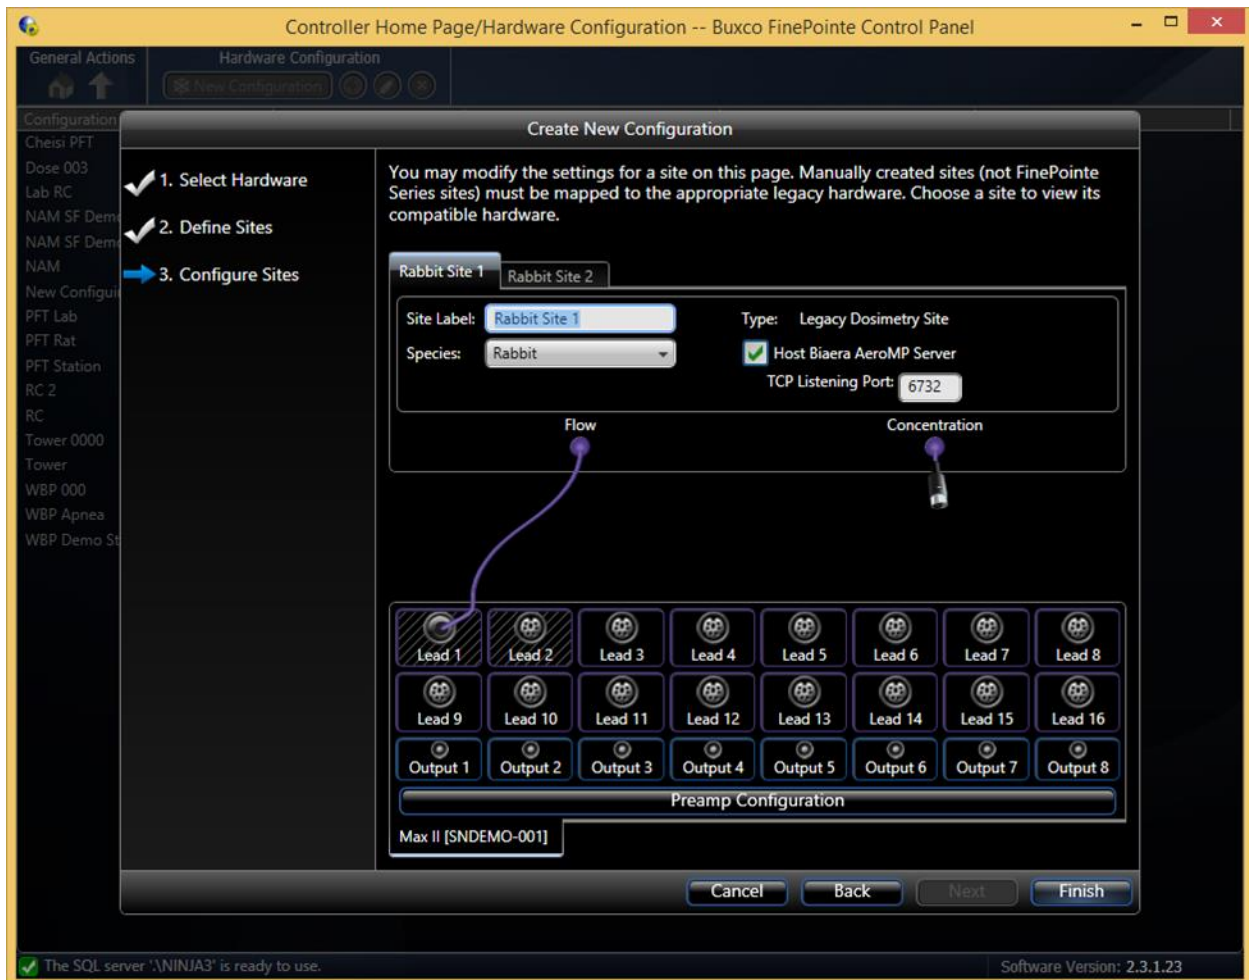 Controller Home Page/Hardware Configuration -- Buxco FinePointe Control Panel
General Actions
Hardware Configuration
New Configuration
Configuration
Create New Configuration
Cheisi PFT
Dose 003
Lab RC
NAM SF Demo
NAM SF Demo
NAM
New Configui
PFT Lab
PFT Rat
PFT Station
RC 2
RC
Tower 0000
Tower
WBP 000
WBP Apnea
WBP Demo St
1. Select Hardware
2. Define Sites
3. Configure Sites
You may modify the settings for a site on this page. Manually created sites (not FinePointe
Series sites) must be mapped to the appropriate legacy hardware. Choose a site to view its
compatible hardware.
Rabbit Site 1
Rabbit Site 2
Site Label: Rabbit Site 1
Type: Legacy Dosimetry Site
Species: Rabbit
Host Biaera AeroMP Server
TCP Listening Port: 6732
Flow
Concentration
Lead 1 Lead 2 Lead 3 Lead 4 Lead 5 Lead 6 Lead 7 Lead 8
Lead 9 Lead 10 Lead 11 Lead 12 Lead 13 Lead 14 Lead 15 Lead 16
Output 1 Output 2 Output 3 Output 4 Output 5 Output 6 Output 7 Output 8
Preamp Configuration
Max II [SNDEMO-001]
Cancel Back Next Finish
The SQL server '.\NINJA3' is ready to use.
Software Version: 2.3.1.23